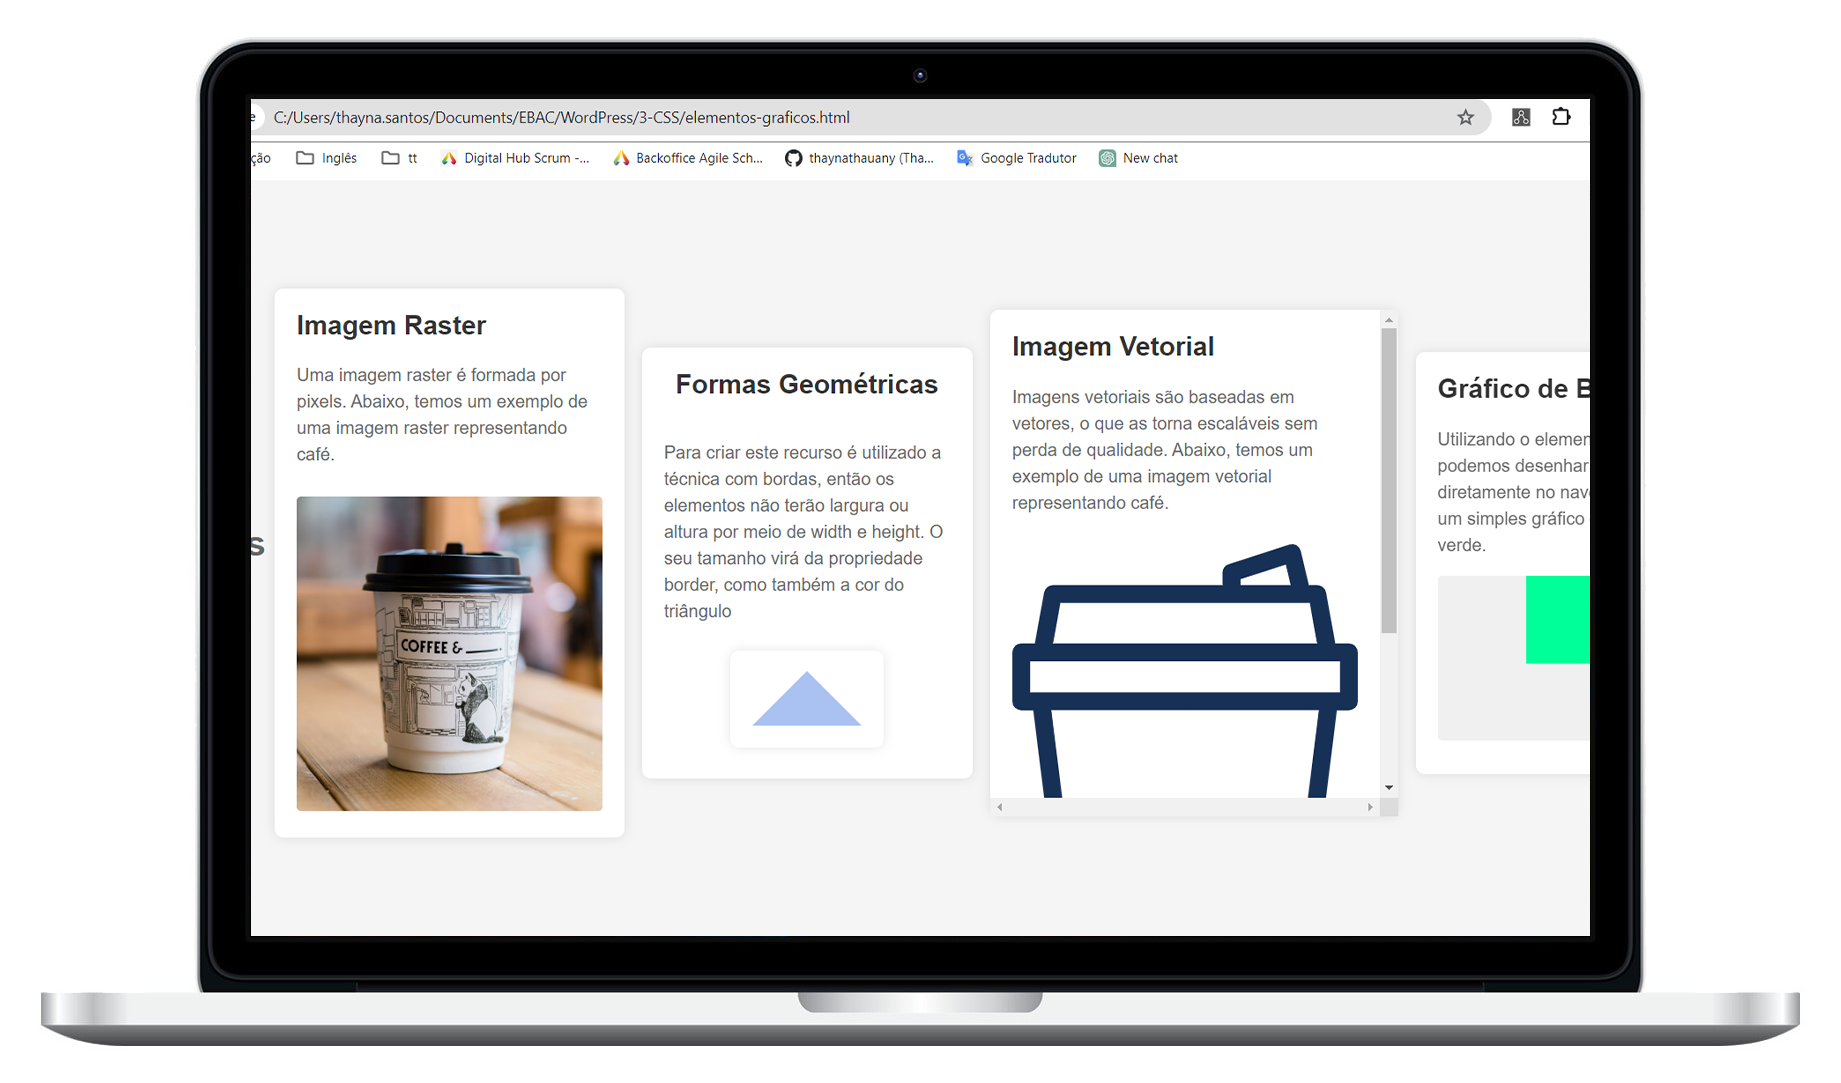 C:/Users/thayna.santos/Documents/EBAC/WordPress/3-CSS/elementos-graficos.html
ção Inglés tt Digital Hub Scrum -... Backoffice Agile Sch... thaynathauany (Tha... Google Tradutor New chat
s
Imagem Raster
Uma imagem raster é formada por
pixels. Abaixo, temos um exemplo de
uma imagem raster representando
café.
COFFEE &
Formas Geométricas
Para criar este recurso é utilizado a
técnica com bordas, então os
elementos não terão largura ou
altura por meio de width e height. O
seu tamanho virá da propriedade
border, como também a cor do
triângulo
Imagem Vetorial
Imagens vetoriais são baseadas em
vetores, o que as torna escaláveis sem
perda de qualidade. Abaixo, temos um
exemplo de uma imagem vetorial
representando café.
Gráfico de B
Utilizando o elemen
podemos desenhar
diretamente no nav
um simples gráfico
verde.